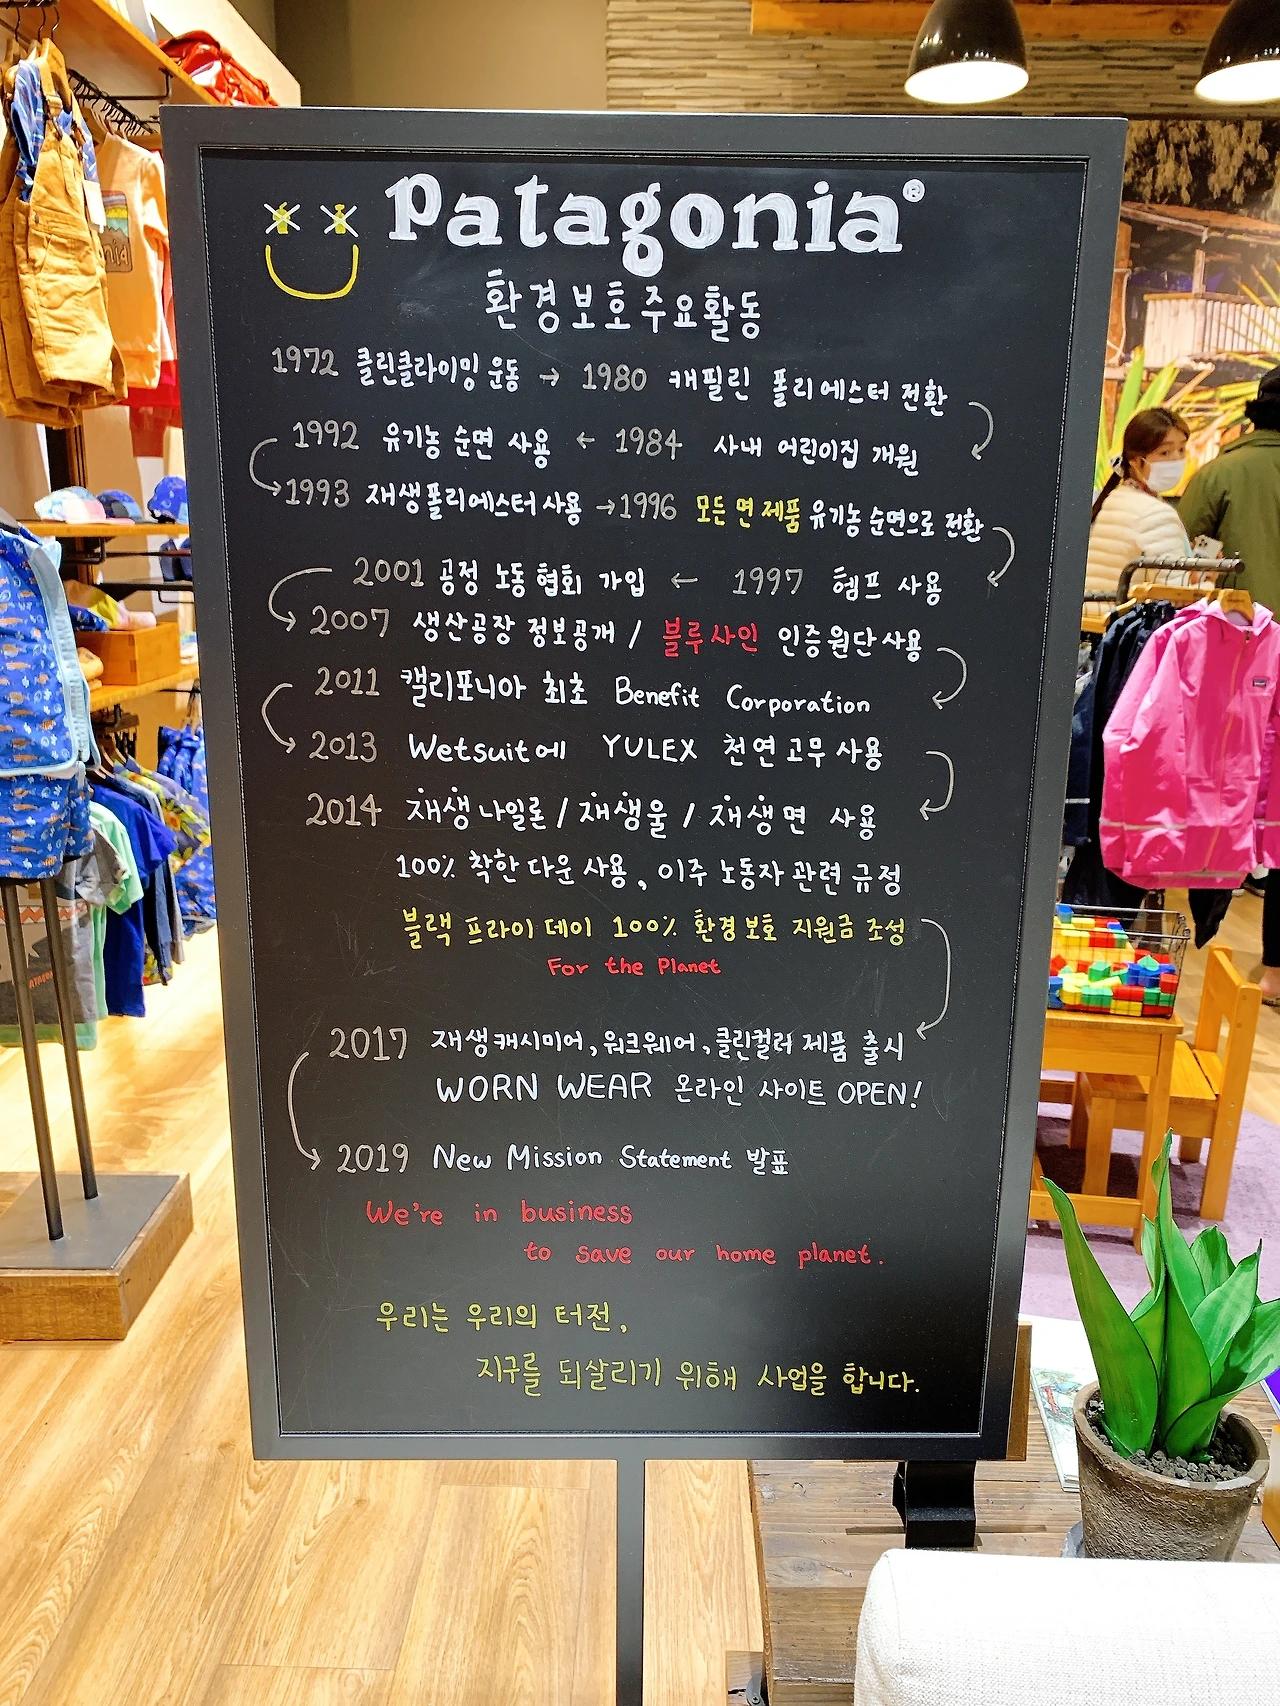 Patagonia®
환경보호주요활동
1972 클린클라이밍 운동 → 1980 캐필린 폴리에스터 전환
1992 유기농 순면 사용 ← 1984 사내 어린이집 개원
1993 재생폴리에스터 사용 → 1996 모든 면 제품 유기농 순면으로 전환
2001 공정 노동 협회 가입 ← 1997 헴프 사용
2007 생산공장 정보공개 / 블루사인 인증원단사용
2011 캘리포니아 최초 Benefit Corporation
2013 Wetsuit에 YULEX 천연고무 사용
2014 재생나일론 / 재생울 / 재생면 사용
100% 착한 다운 사용, 이주 노동자 관련 규정
블랙 프라이데이 100% 환경보호 지원금 조성
For the Planet
2017 재생캐시미어, 워크웨어, 클린컬러 제품 출시
WORN WEAR 온라인 사이트 OPEN!
2019 New Mission Statement 발표
We're in business
to save our home planet.
우리는 우리의 터전,
지구를 되살리기 위해 사업을 합니다.